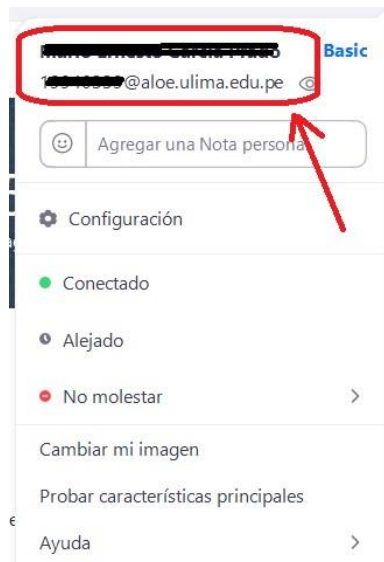 Basic
@aloe.ulima.edu.pe
Agregar una Nota persona
Configuración
Conectado
Alejado
No molestar
Cambiar mi imagen
Probar características principales
Ayuda